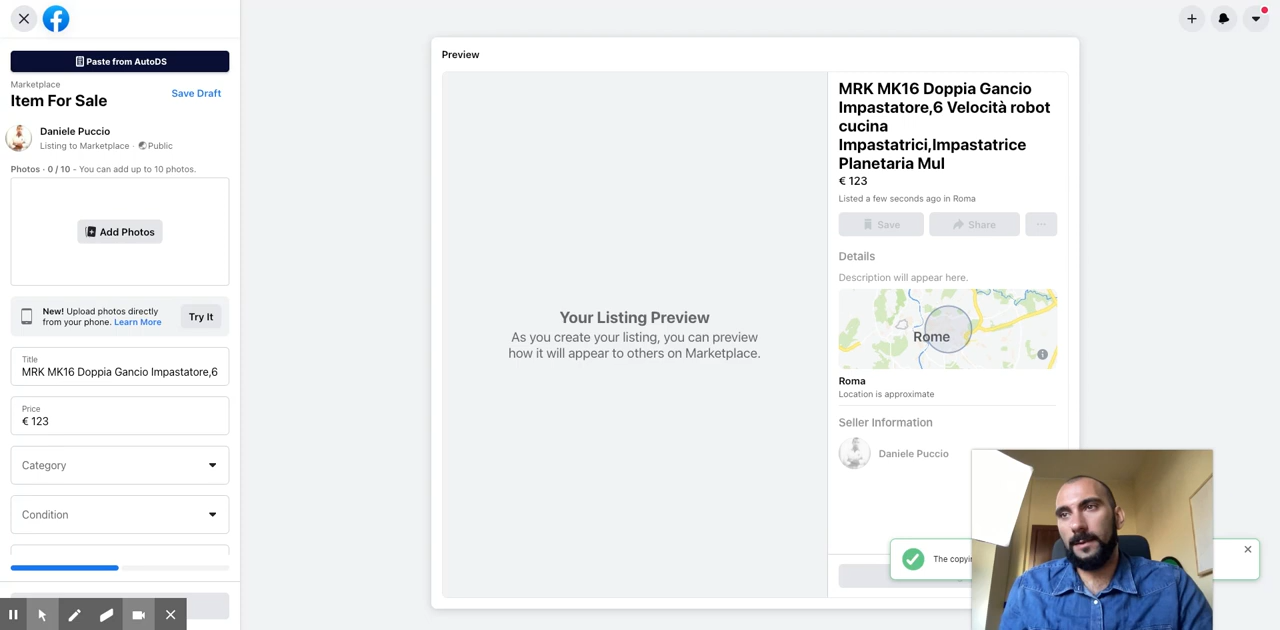 Paste from AutoDS
Marketplace
Item For Sale
Save Draft
Daniele Puccio
Listing to Marketplace · Public
Photos · 0 / 10 - You can add up to 10 photos.
Add Photos
New! Upload photos directly
from your phone. Learn More
Try It
Title
MRK MK16 Doppia Gancio Impastatore,6
Price
€ 123
Category
Condition
Preview
Your Listing Preview
As you create your listing, you can preview
how it will appear to others on Marketplace.
MRK MK16 Doppia Gancio
Impastatore,6 Velocità robot
cucina
Impastatrici,Impastatrice
Planetaria Mul
€ 123
Listed a few seconds ago in Roma
Save
Share
Details
Description will appear here.
Rome
Roma
Location is approximate
Seller Information
Daniele Puccio
The copyin